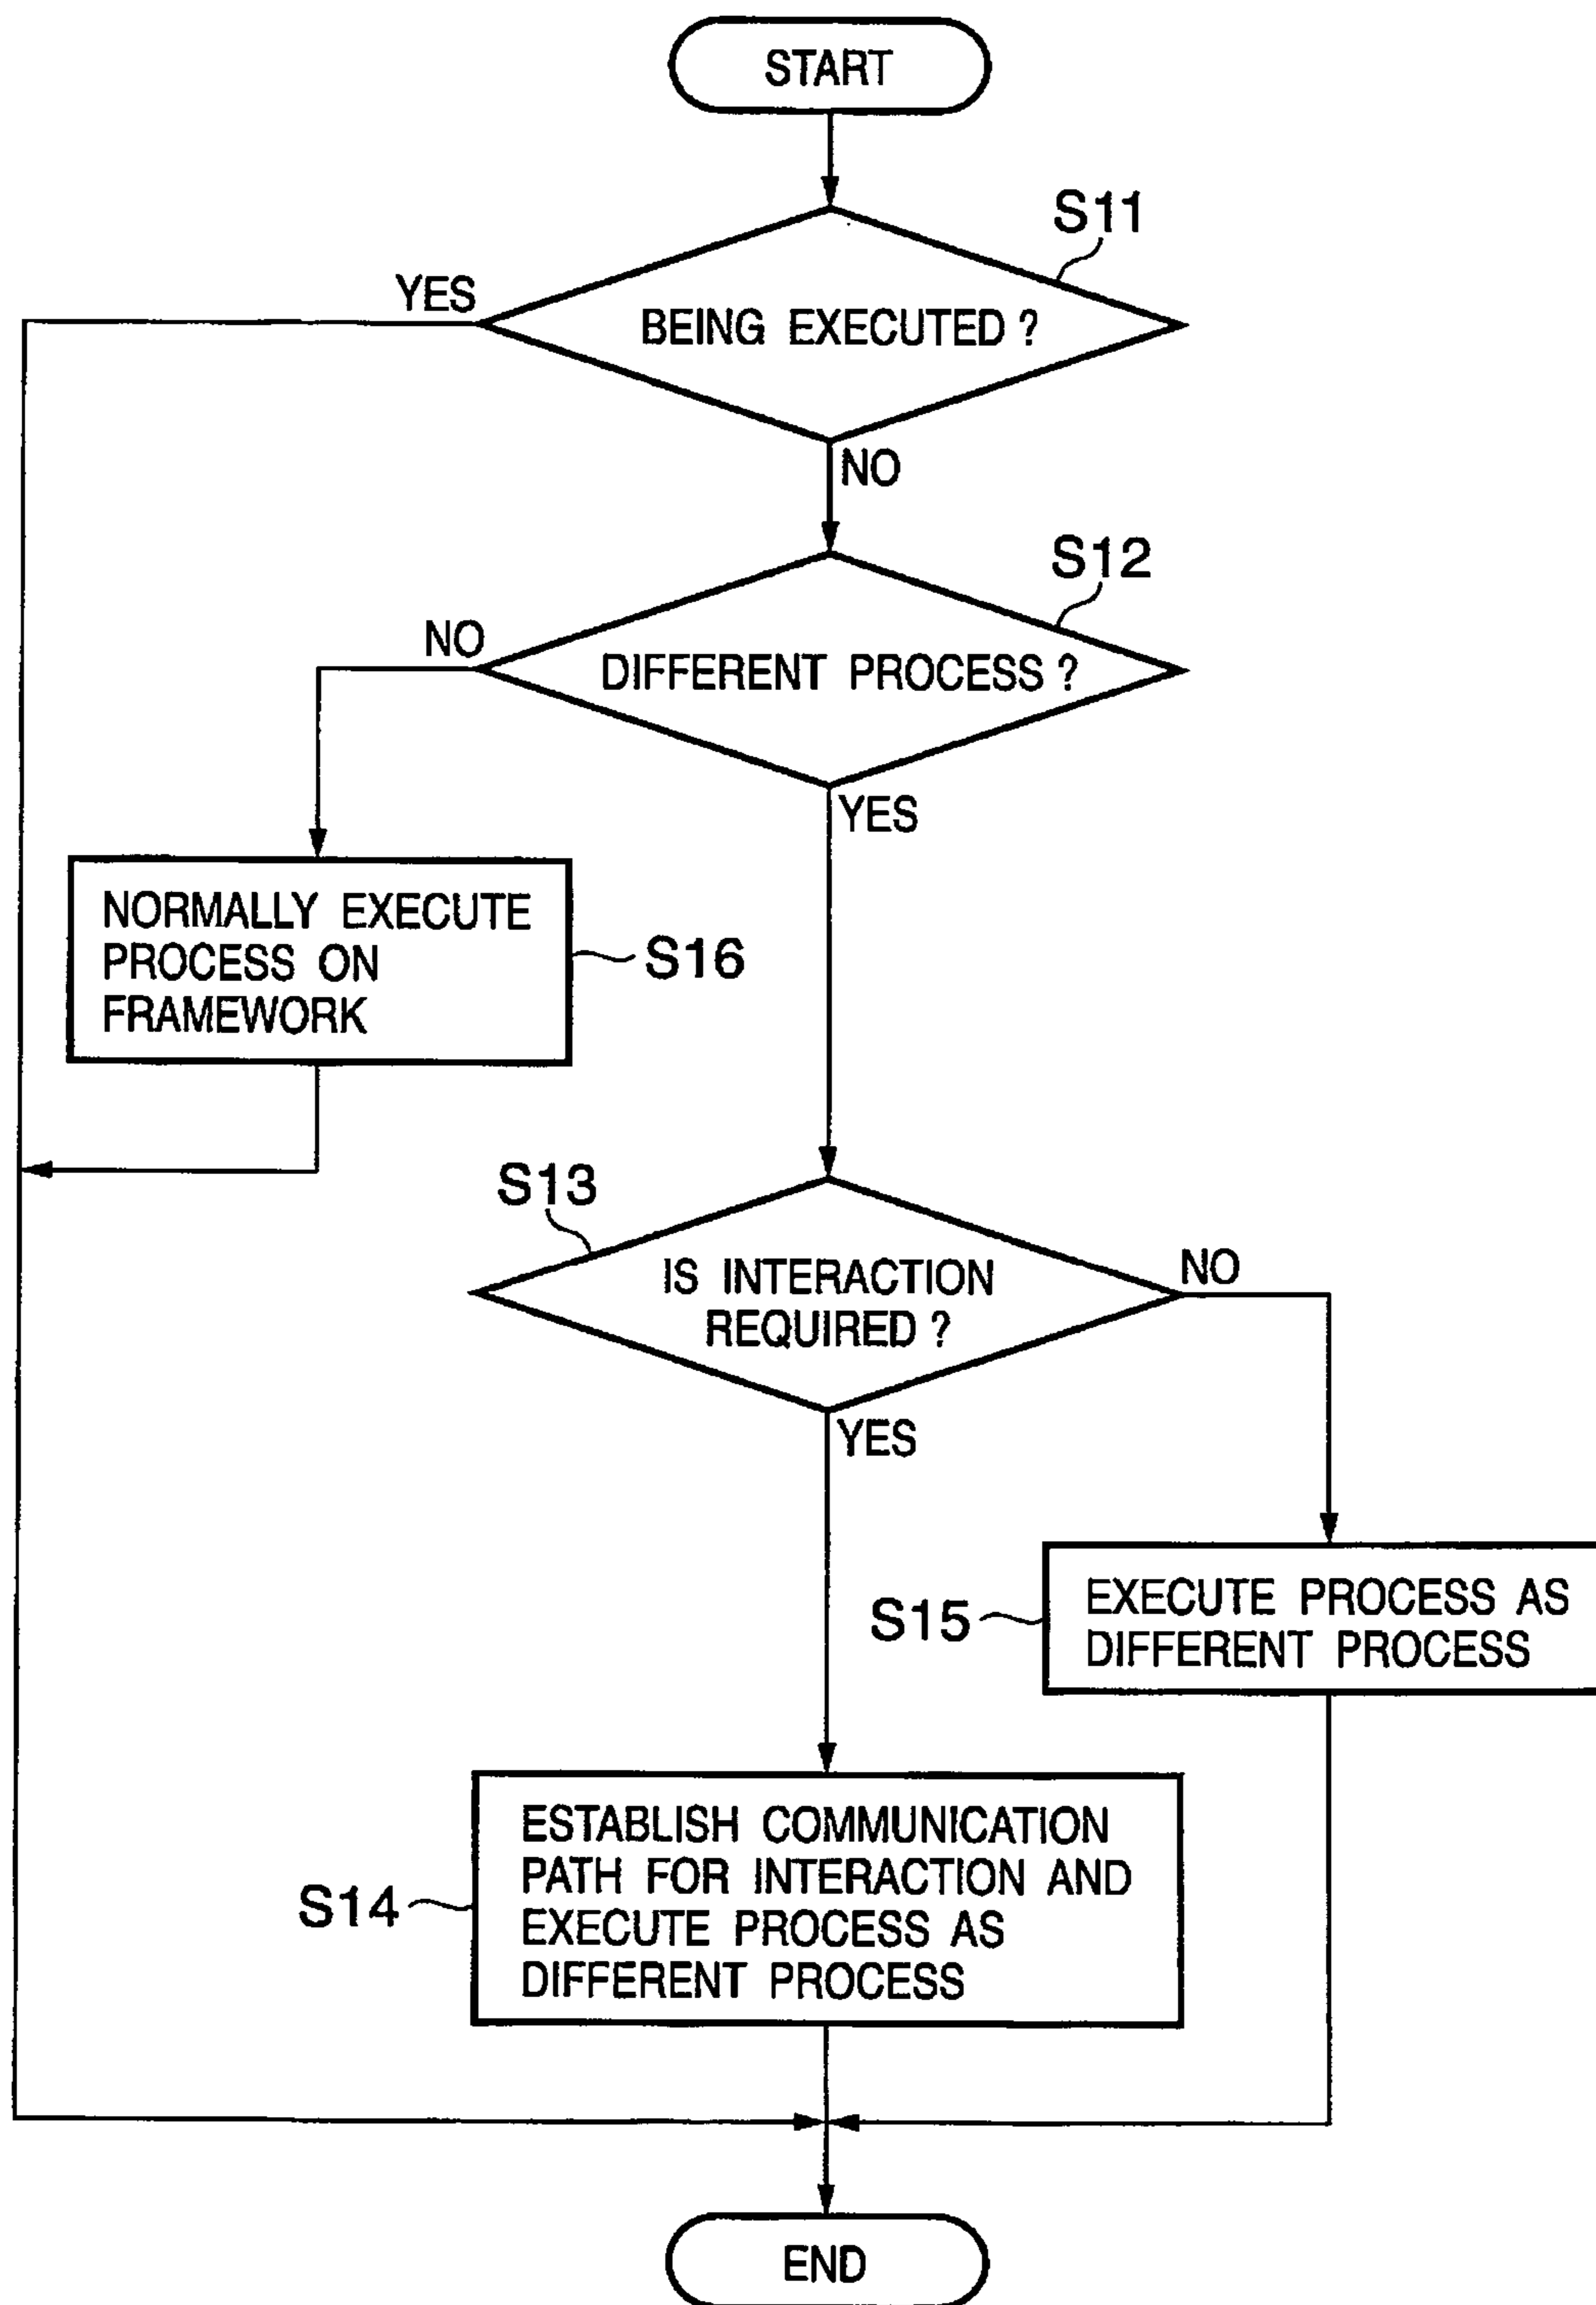 START
S11
YES
BEING EXECUTED ?
NO
S12
NO
DIFFERENT PROCESS ?
YES
NORMALLY EXECUTE
PROCESS ON
FRAMEWORK
S16
S13
IS INTERACTION
REQUIRED ?
NO
YES
S15
EXECUTE PROCESS AS
DIFFERENT PROCESS
S14
ESTABLISH COMMUNICATION
PATH FOR INTERACTION AND
EXECUTE PROCESS AS
DIFFERENT PROCESS
END